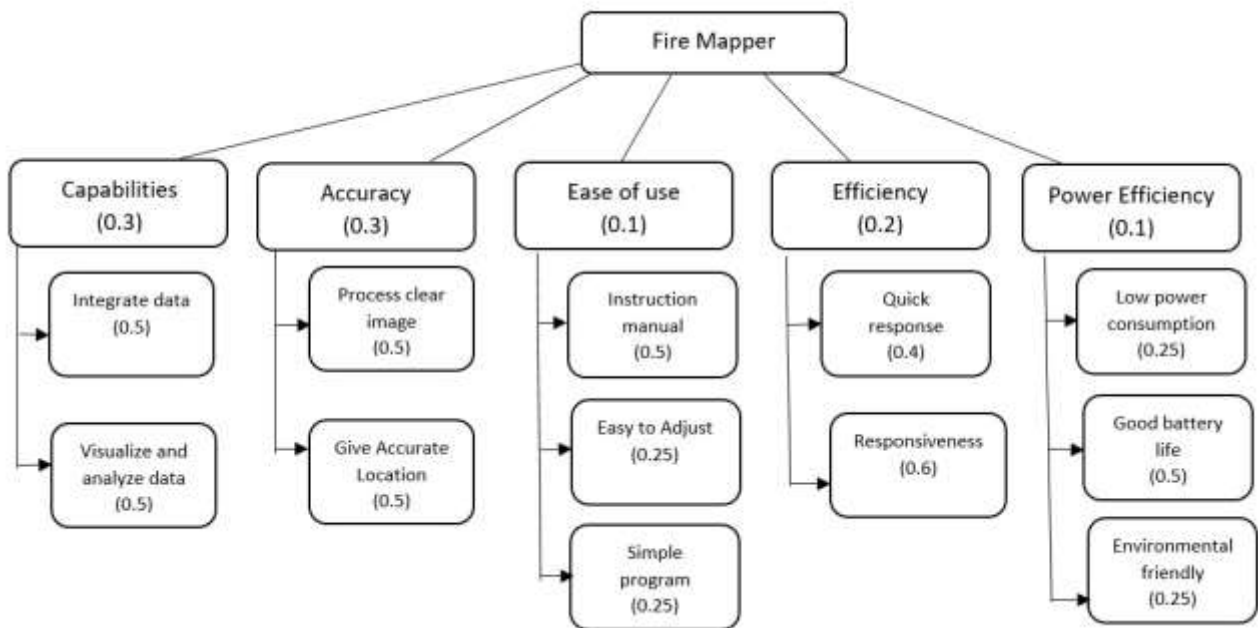 Fire Mapper
Capabilities
(0.3)
Accuracy
(0.3)
Ease of use
(0.1)
Efficiency
(0.2)
Power Efficiency
(0.1)
Integrate data
(0.5)
Visualize and
analyze data
(0.5)
Process clear
image
(0.5)
Give Accurate
Location
(0.5)
Instruction
manual
(0.5)
Easy to Adjust
(0.25)
Simple
program
(0.25)
Quick
response
(0.4)
Responsiveness
(0.6)
Low power
consumption
(0.25)
Good battery
life
(0.5)
Environmental
friendly
(0.25)